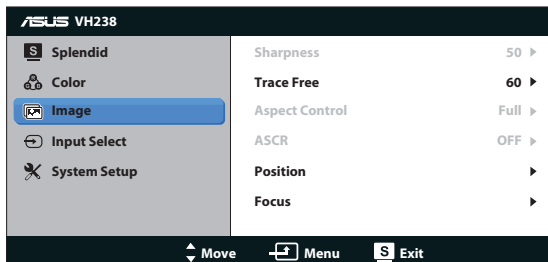 ASUS VH238
S Splendid
Color
Image
Input Select
System Setup
Sharpness 50
Trace Free 60
Aspect Control Full
ASCR OFF
Position
Focus
Move Menu S Exit